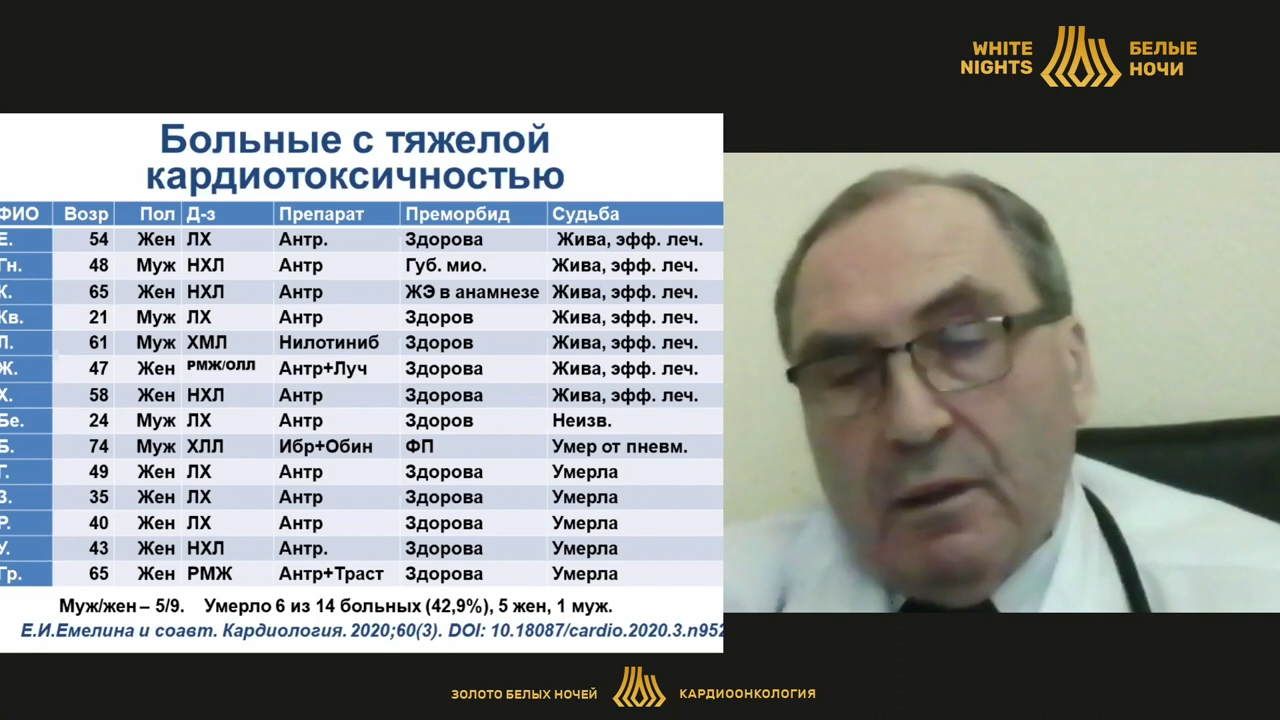 WHITE
NIGHTS
БЕЛЫЕ
НОЧИ
Больные с тяжелой
кардиотоксичностью
ФИО Возр Пол Д-з Препарат Преморбид Судьба
Е. 54 Жен ЛХ Антр. Здорова Жива, эфф. леч.
Гн. 48 Муж НХЛ Антр Губ. мио. Жива, эфф. леч.
65 Жен НХЛ Антр ЖЭ в анамнезе Жива, эфф. леч.
Кв. 21 Муж ЛХ Антр Здоров Жива, эфф. леч.
61 Муж ХМЛ Нилотиниб Здоров Жива, эфф. леч.
Ж. 47 Жен РМЖ/ОЛЛ Антр+Луч Здорова Жива, эфф. леч.
Х. 58 Жен НХЛ Антр Здорова Жива, эфф. леч.
Бе. 24 Муж ЛХ Антр Здоров Неизв.
Б. 74 Муж ХЛЛ Ибр+Обин ФП Умер от пневм.
Г. 49 Жен ЛХ Антр Здорова Умерла
З. 35 Жен ЛХ Антр Здорова Умерла
Р. 40 Жен ЛХ Антр Здорова Умерла
У. 43 Жен НХЛ Антр. Здорова Умерла
Гр. 65 Жен РМЖ Антр+Траст Здорова Умерла
Муж/жен – 5/9. Умерло 6 из 14 больных (42,9%), 5 жен, 1 муж.
Е.И.Емелина и соавт. Кардиология. 2020;60(3). DOI: 10.18087/cardio.2020.3.n952
ЗОЛОТО БЕЛЫХ НОЧЕЙ
КАРДИООНКОЛОГИЯ